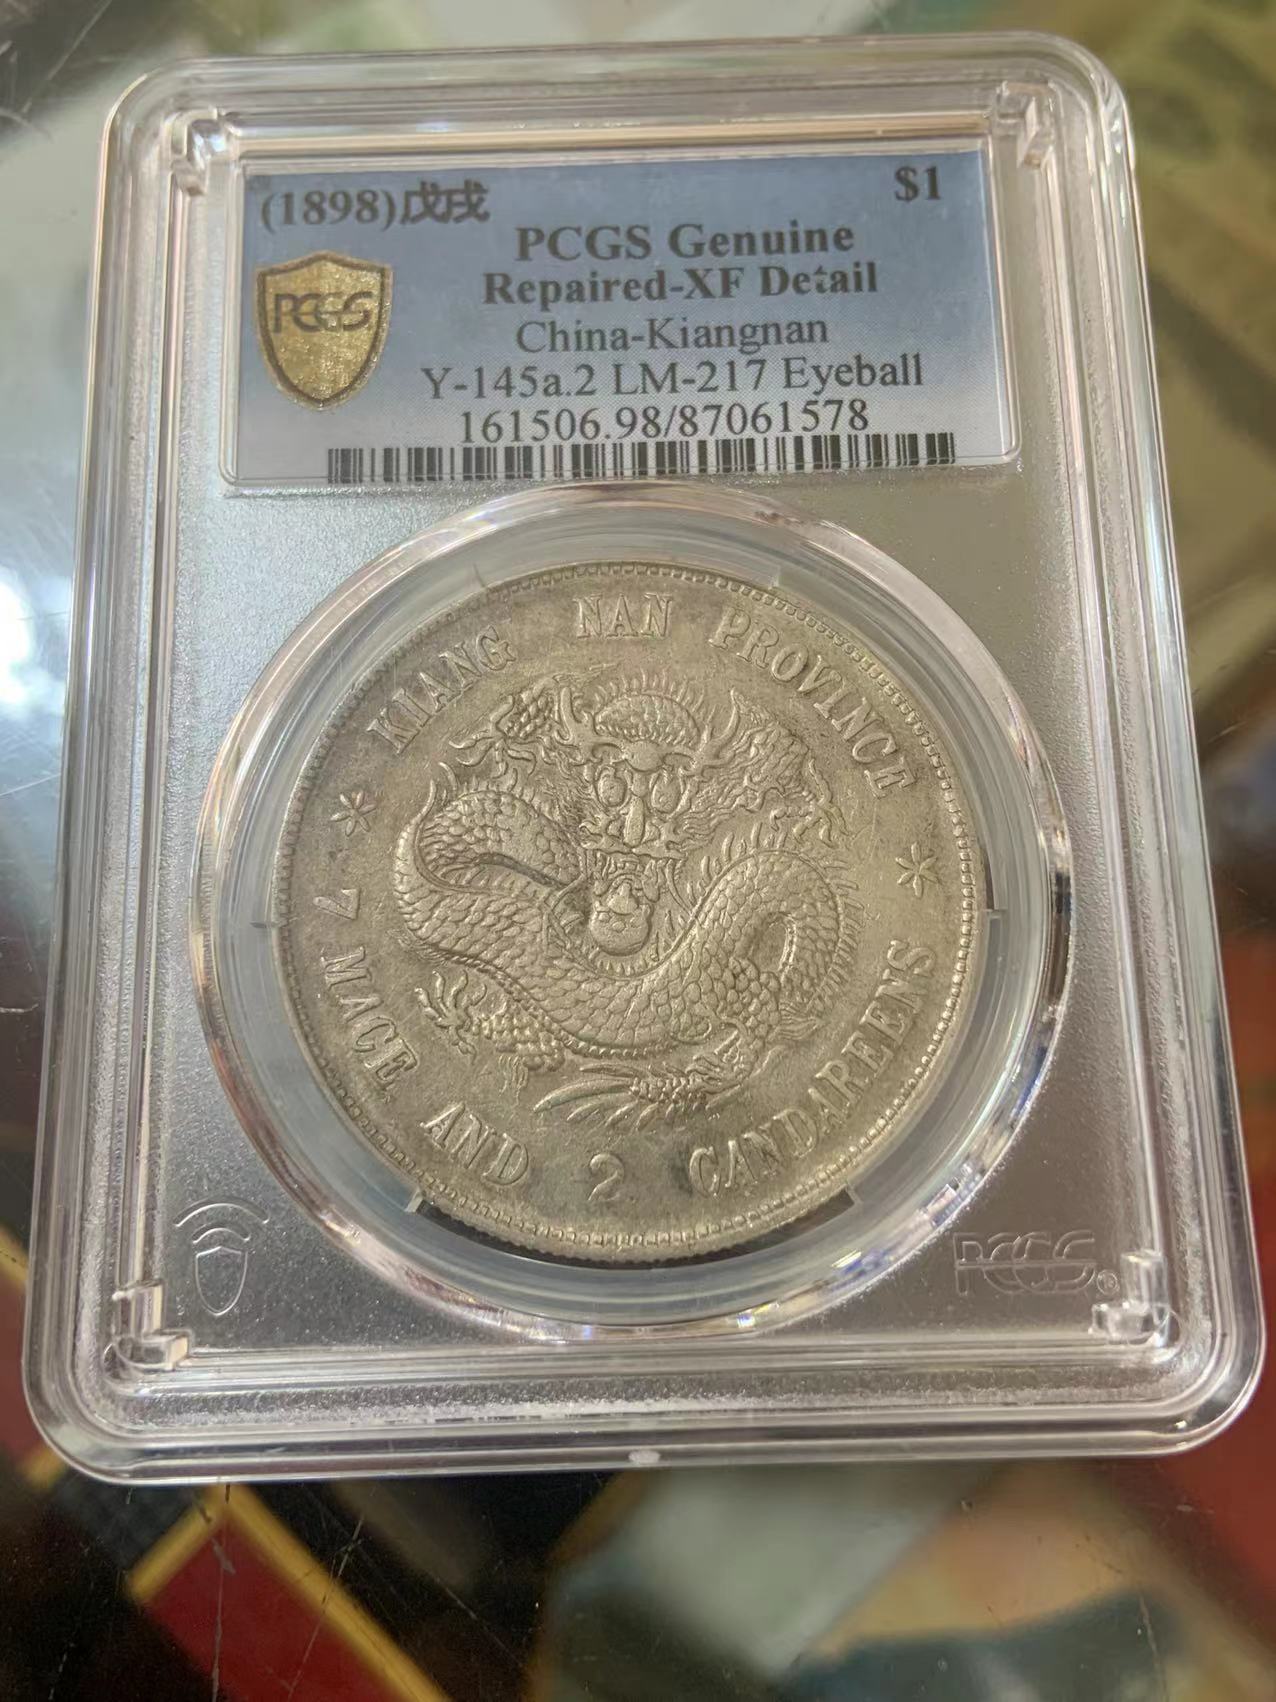 (1898)戊戌 $1
PCGS Genuine
PCGS
Repaired-XF Detail
China-Kiangnan
Y-145a.2 LM-217 Eyeball
161506.98/87061578
KIANG NAN PROVINCE
7 MACE AND 2 CANDAREENS
PCGS®